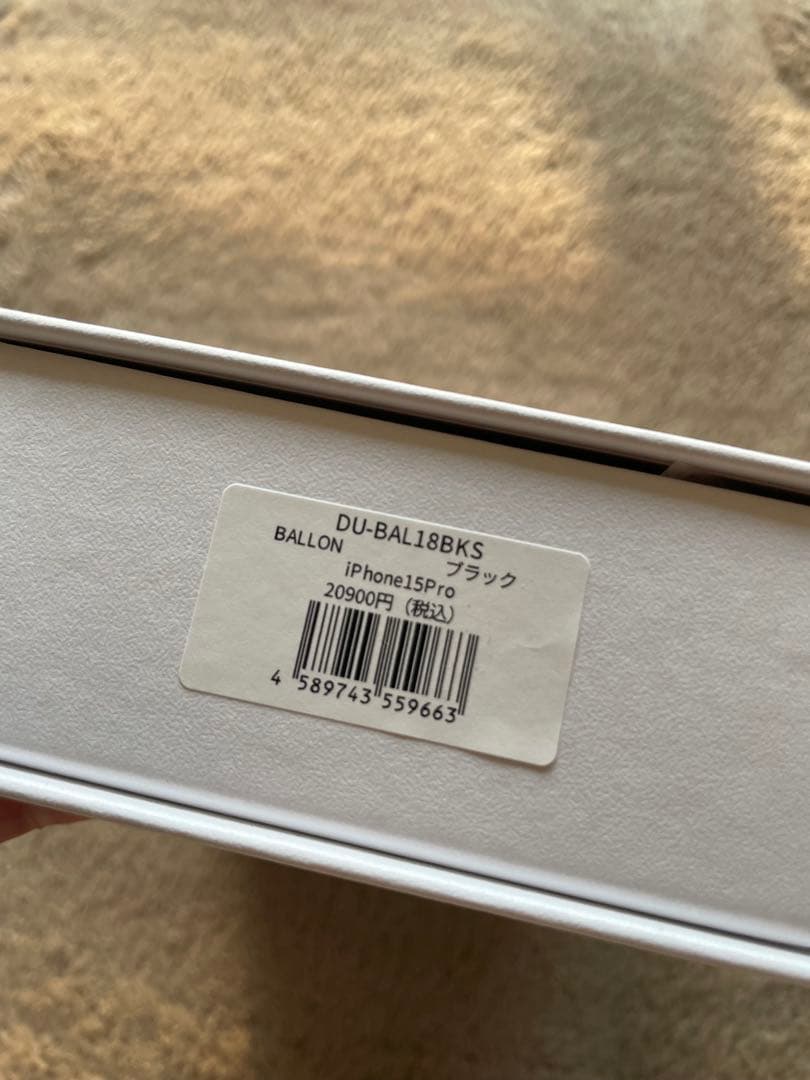 DU-BAL18BKS
BALLON ブラック
iPhone15Pro
20900円（税込）
4 589743 559663